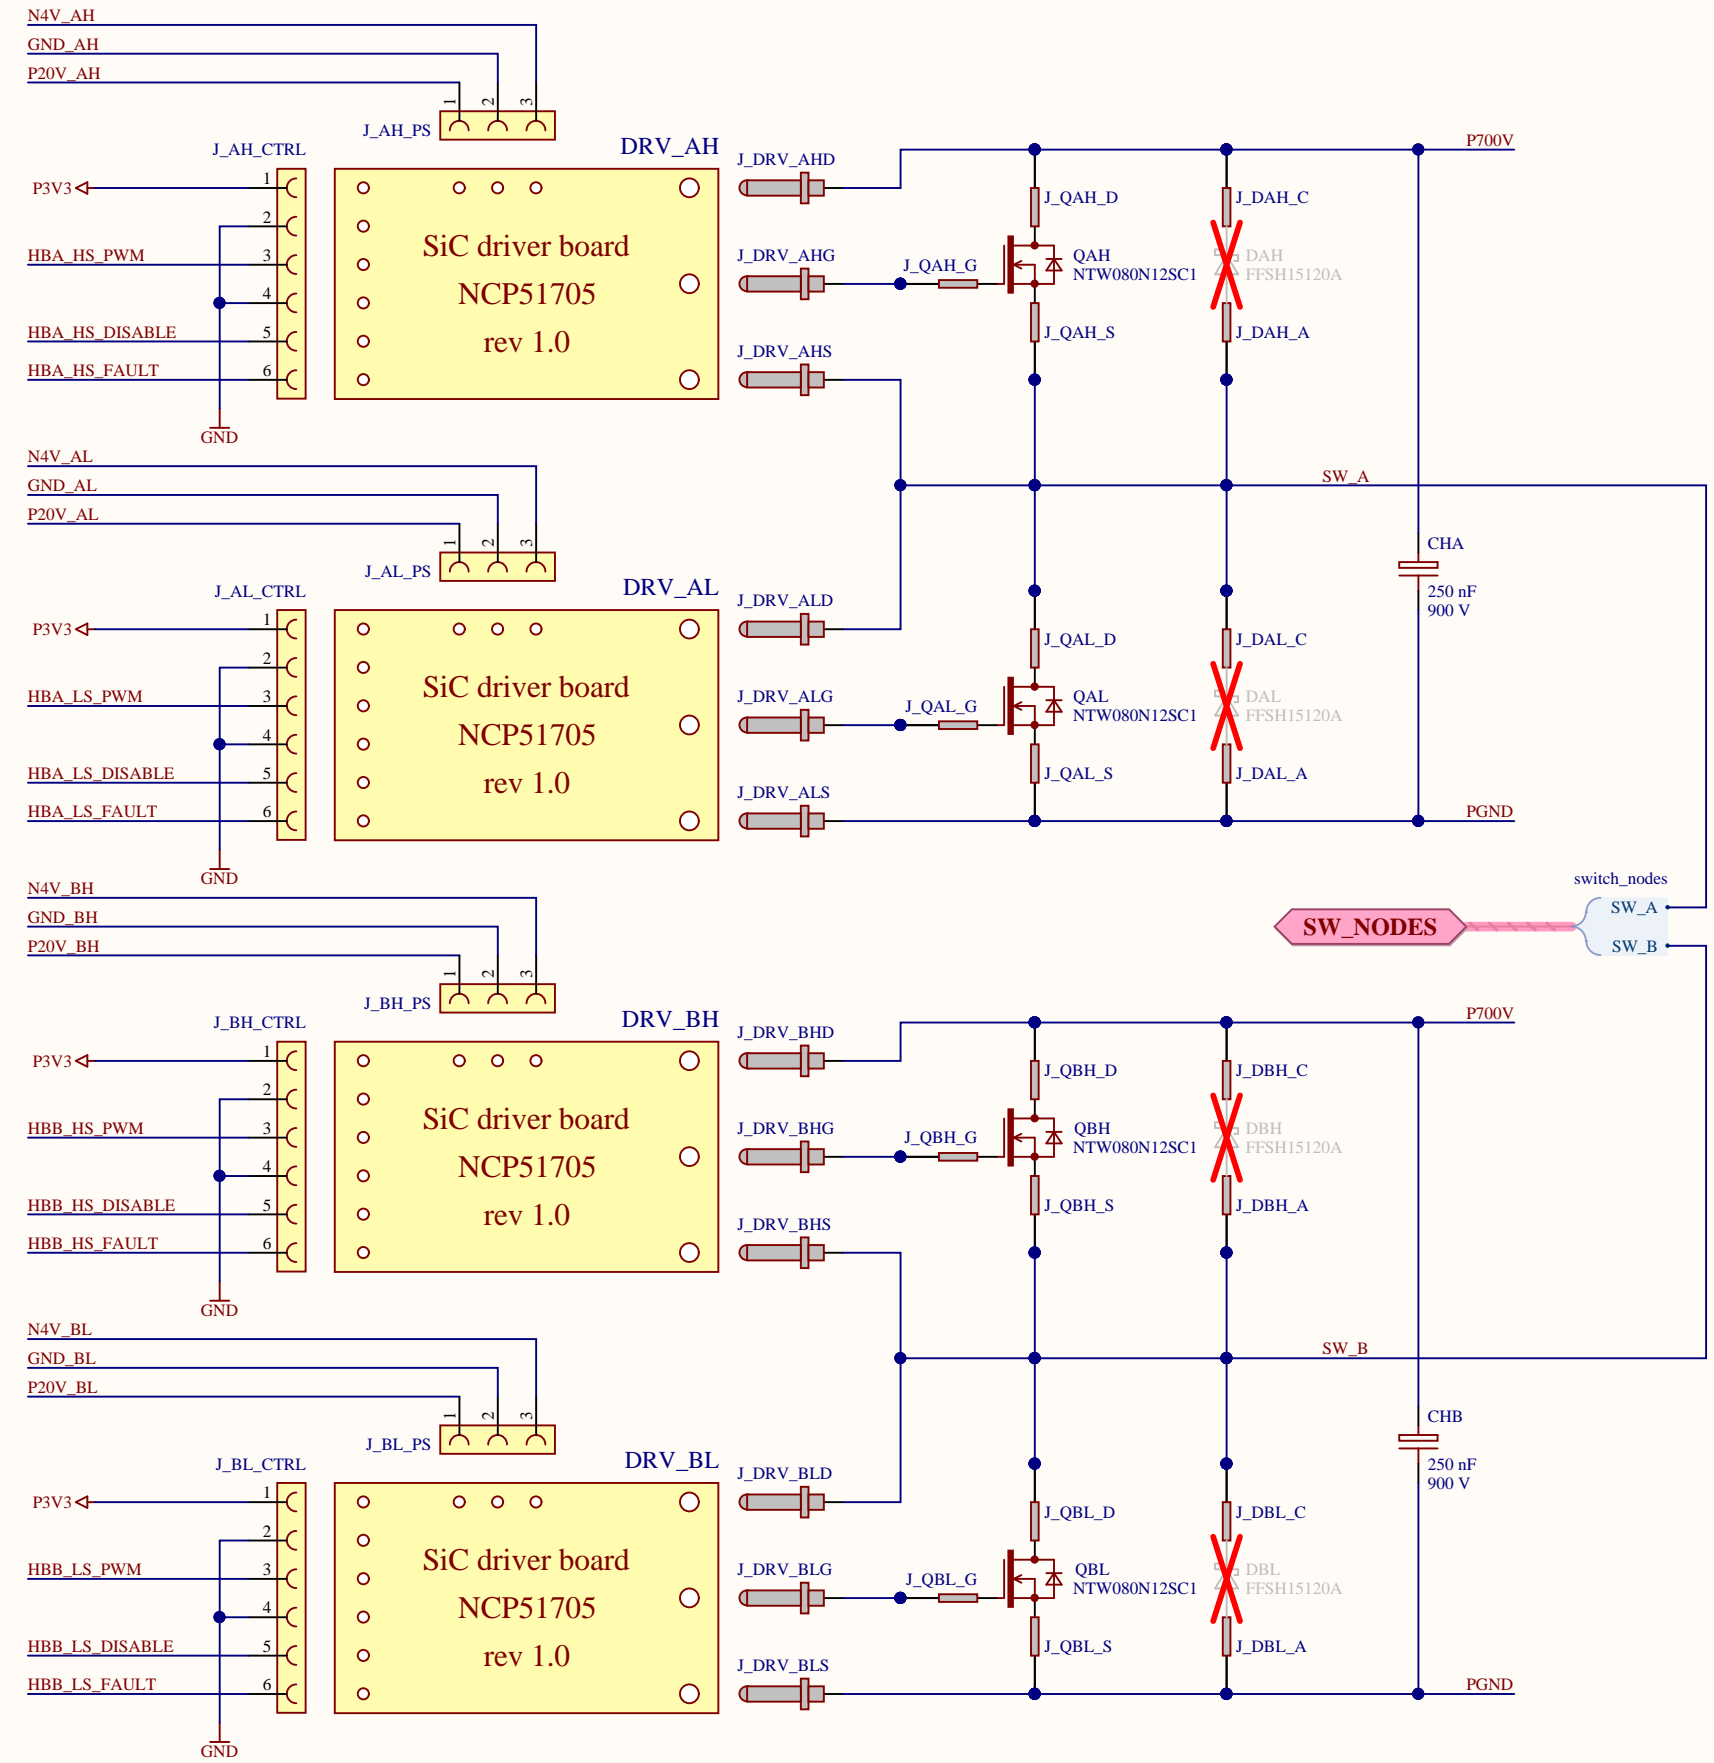 N4V_AH
GND_AH
P20V_AH
1
2
3
J_AH_PS
J_AH_CTRL
DRV_AH
P3V3
1
2
HBA_HS_PWM
3
4
HBA_HS_DISABLE
5
HBA_HS_FAULT
6
GND
SiC driver board
NCP51705
rev 1.0
J_DRV_AHD
J_DRV_AHG
J_DRV_AHS
P700V
J_QAH_D
J_QAH_G
QAH
NTW080N12SC1
J_QAH_S
J_DAH_C
DAH
FFSH15120A
J_DAH_A
N4V_AL
GND_AL
P20V_AL
1
2
3
J_AL_PS
SW_A
CHA
250 nF
900 V
J_AL_CTRL
DRV_AL
P3V3
1
2
HBA_LS_PWM
3
4
HBA_LS_DISABLE
5
HBA_LS_FAULT
6
GND
SiC driver board
NCP51705
rev 1.0
J_DRV_ALD
J_DRV_ALG
J_DRV_ALS
J_QAL_D
J_QAL_G
QAL
NTW080N12SC1
J_QAL_S
J_DAL_C
DAL
FFSH15120A
J_DAL_A
PGND
switch_nodes
SW_A
SW_NODES
SW_B
N4V_BH
GND_BH
P20V_BH
1
2
3
J_BH_PS
J_BH_CTRL
DRV_BH
P3V3
1
2
HBB_HS_PWM
3
4
HBB_HS_DISABLE
5
HBB_HS_FAULT
6
GND
SiC driver board
NCP51705
rev 1.0
J_DRV_BHD
J_DRV_BHG
J_DRV_BHS
P700V
J_QBH_D
J_QBH_G
QBH
NTW080N12SC1
J_QBH_S
J_DBH_C
DBH
FFSH15120A
J_DBH_A
N4V_BL
GND_BL
P20V_BL
1
2
3
J_BL_PS
SW_B
CHB
250 nF
900 V
J_BL_CTRL
DRV_BL
P3V3
1
2
HBB_LS_PWM
3
4
HBB_LS_DISABLE
5
HBB_LS_FAULT
6
GND
SiC driver board
NCP51705
rev 1.0
J_DRV_BLD
J_DRV_BLG
J_DRV_BLS
J_QBL_D
J_QBL_G
QBL
NTW080N12SC1
J_QBL_S
J_DBL_C
DBL
FFSH15120A
J_DBL_A
PGND